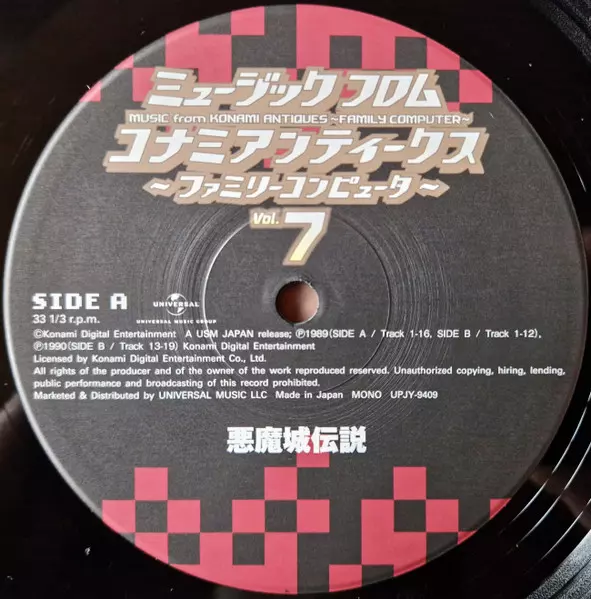 ミュージック フロム
MUSIC from KONAMI ANTIQUES ~FAMILY COMPUTER~
コナミアンティークス
～ファミリーコンピュータ～
Vol. 7
SIDE A
33 1/3 r.p.m.
UNIVERSAL
UNIVERSAL MUSIC GROUP
©Konami Digital Entertainment A USM JAPAN release; ℗1989(SIDE A / Track 1-16, SIDE B / Track 1-12),
℗1990(SIDE B / Track 13-19) Konami Digital Entertainment
Licensed by Konami Digital Entertainment Co., Ltd.
All rights of the producer and of the owner of the work reproduced reserved. Unauthorized copying, hiring, lending,
public performance and broadcasting of this record prohibited.
Marketed & Distributed by UNIVERSAL MUSIC LLC Made in Japan MONO UPJY-9409
悪魔城伝説